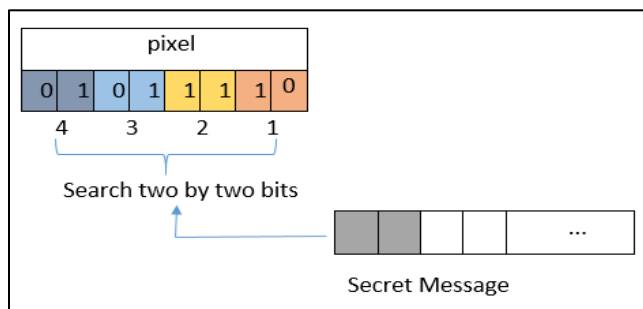 pixel
0 1 0 1 1 1 1 0
4 3 2 1
Search two by two bits
...
Secret Message